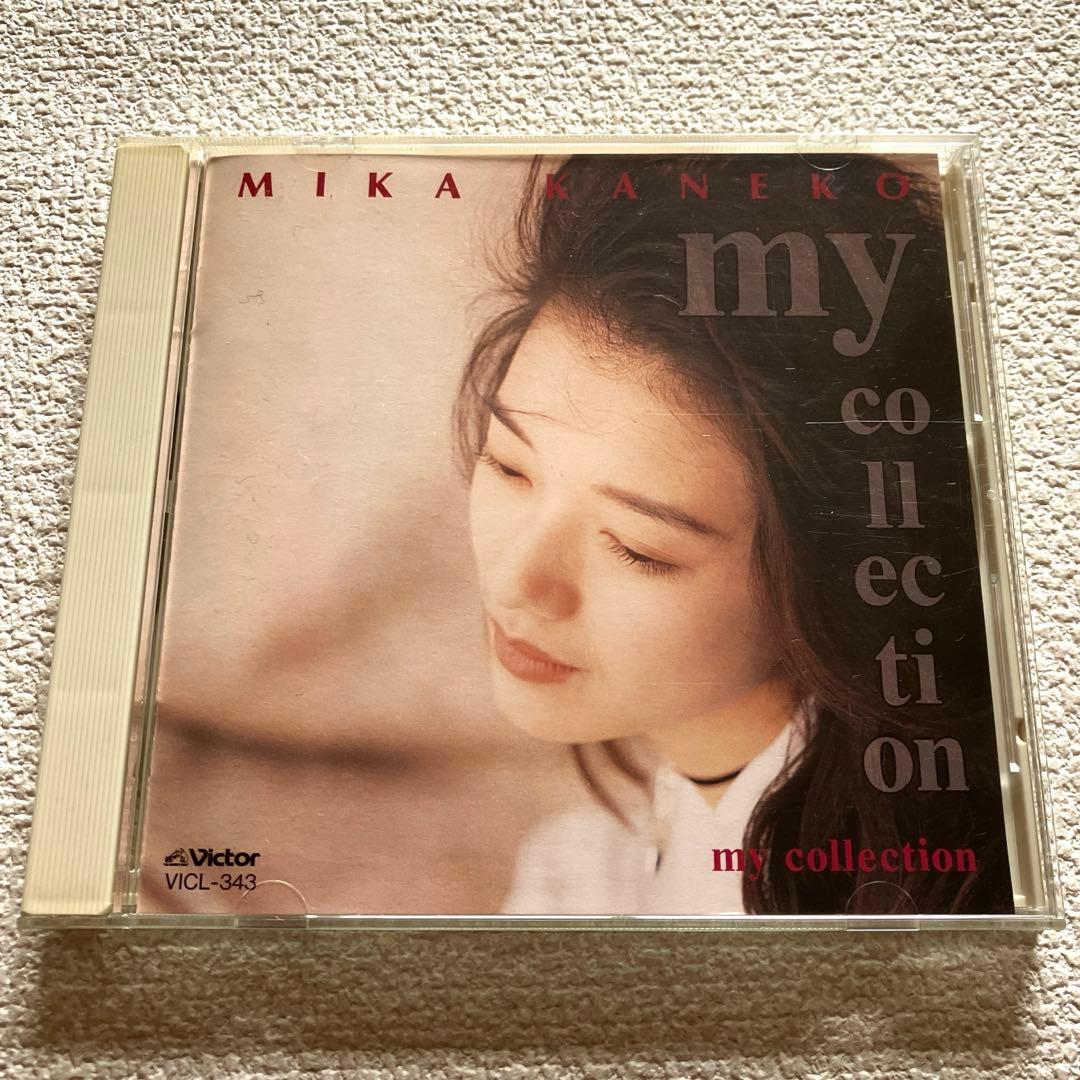 MIKA KANEKO
my
co
ll
ec
ti
on
my collection
Victor
VICL-343